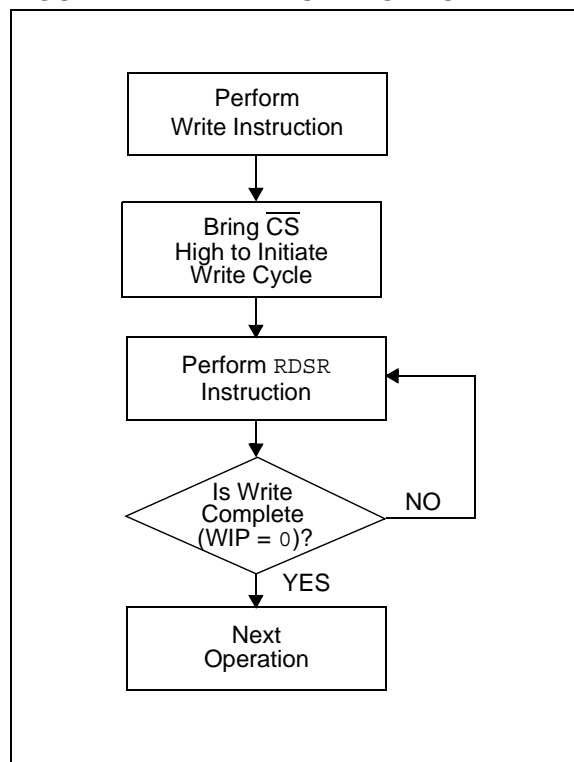 Perform
Write Instruction
Bring C̅S̅
High to Initiate
Write Cycle
Perform RDSR
Instruction
Is Write
Complete
(WIP = 0)?
NO
YES
Next
Operation